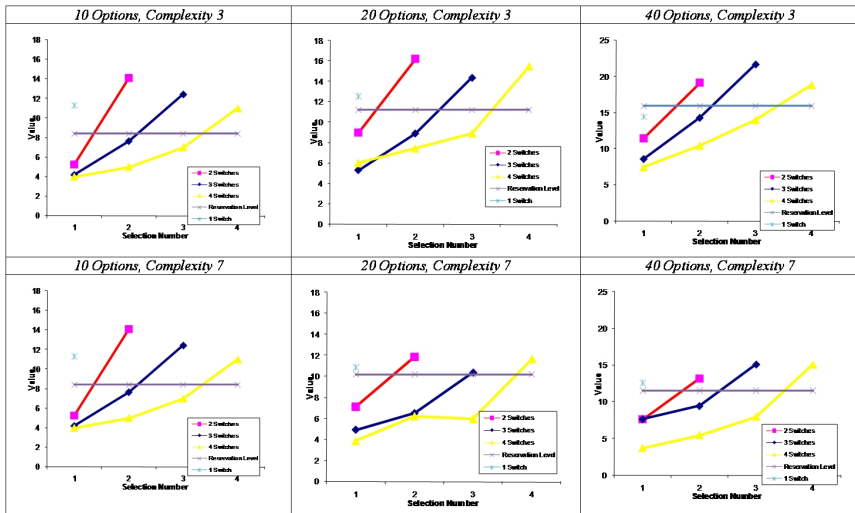 10 Options, Complexity 3
20 Options, Complexity 3
40 Options, Complexity 3
18
16
14
12
10
8
6
4
2
0
Value
1 2 3 4
Selection Number
2 Switches
3 Switches
4 Switches
Reservation Level
1 Switch
18
16
14
12
10
8
6
4
2
0
Value
1 2 3 4
Selection Number
2 Switches
3 Switches
4 Switches
Reservation Level
1 Switch
25
20
15
10
5
0
Value
1 2 3 4
Selection Number
2 Switches
3 Switches
4 Switches
Reservation Level
1 Switch
10 Options, Complexity 7
20 Options, Complexity 7
40 Options, Complexity 7
18
16
14
12
10
8
6
4
2
0
Value
1 2 3 4
Selection Number
2 Switches
3 Switches
4 Switches
Reservation Level
1 Switch
18
16
14
12
10
8
6
4
2
0
Value
1 2 3 4
Selection Number
2 Switches
3 Switches
4 Switches
Reservation Level
1 Switch
25
20
15
10
5
0
Value
1 2 3 4
Selection Number
2 Switches
3 Switches
4 Switches
Reservation Level
1 Switch